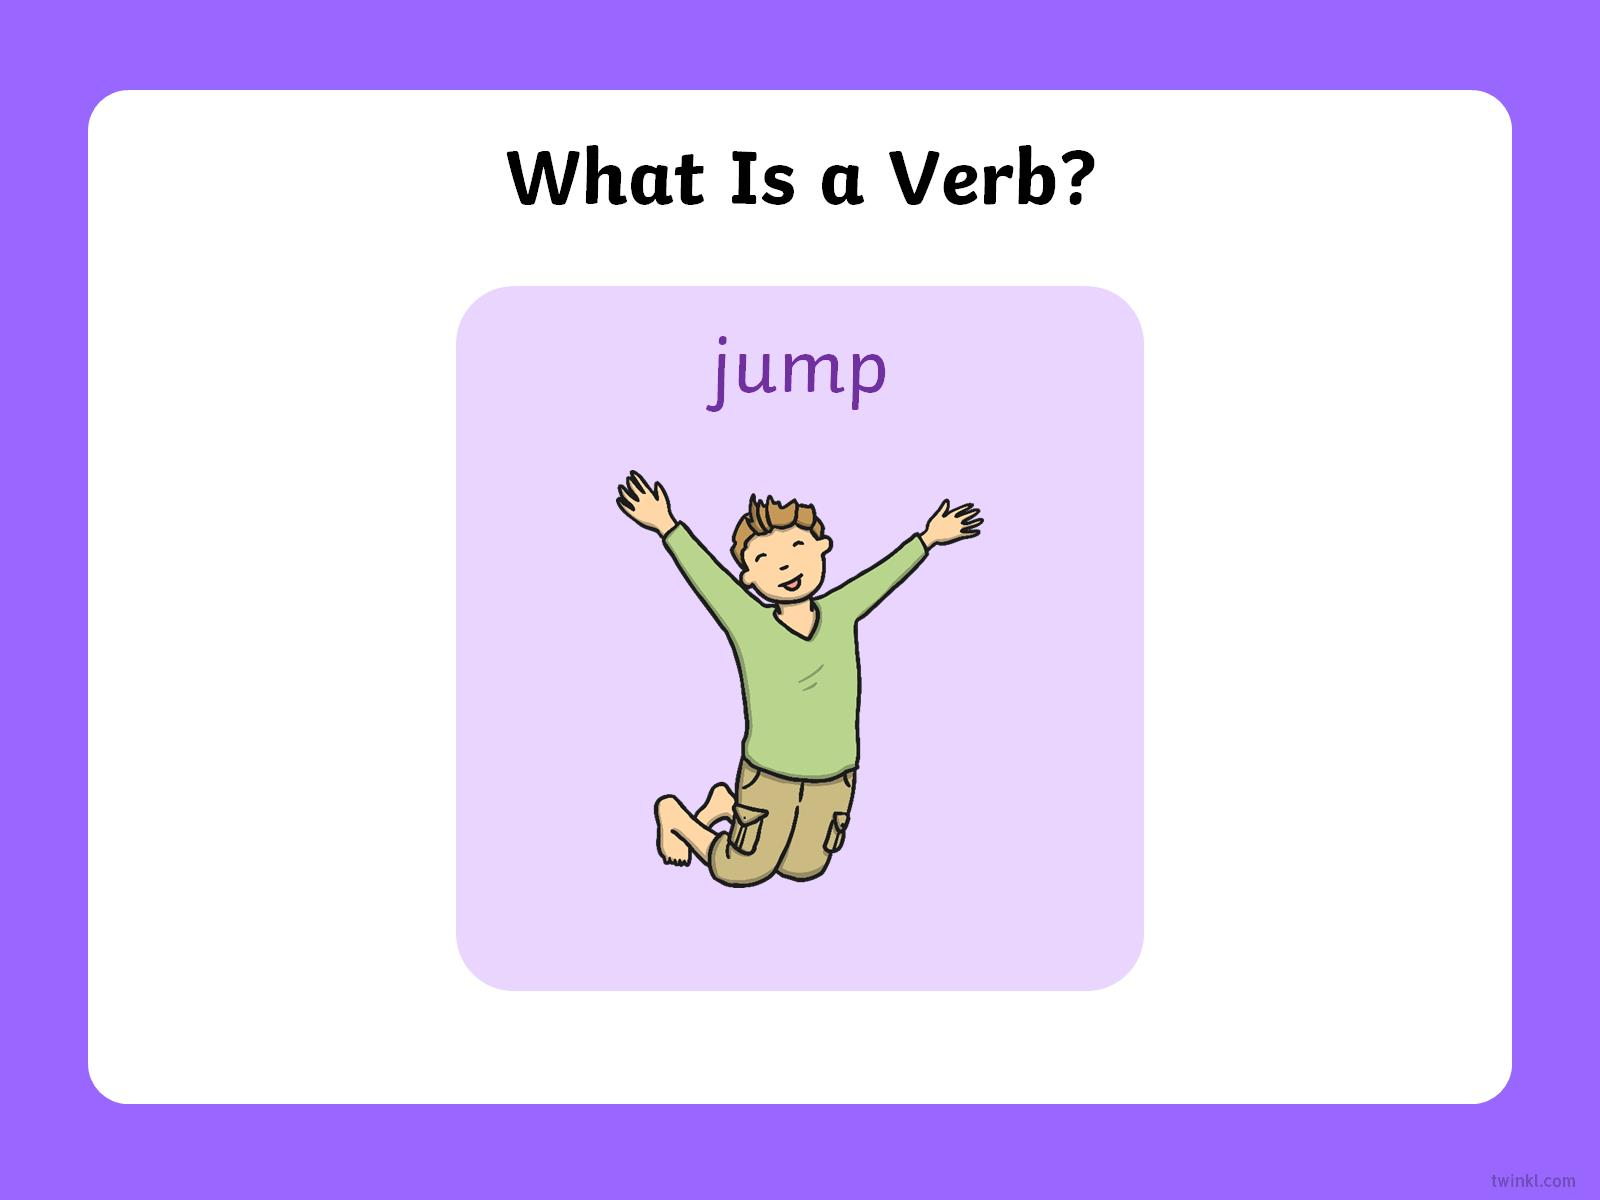 What Is a Verb?
jump
twinkl.com